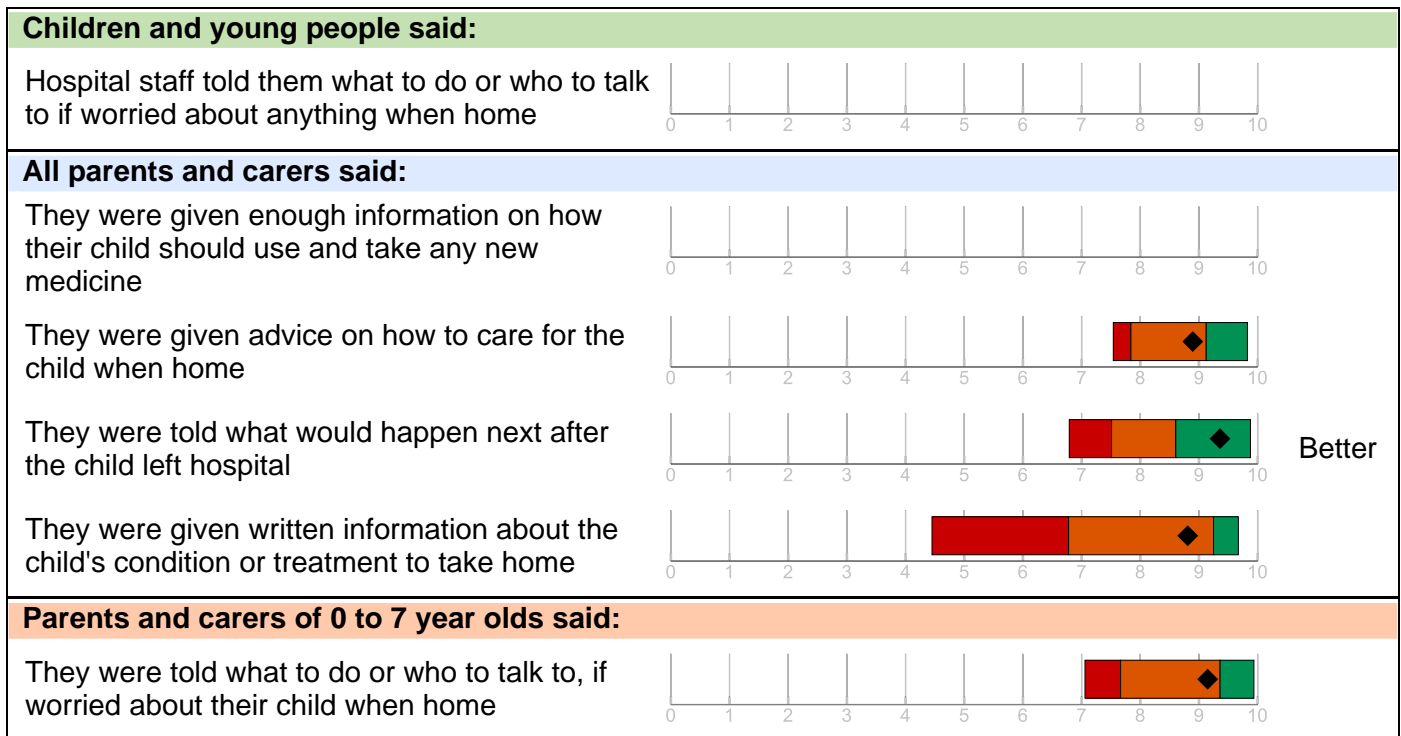 Children and young people said:
Hospital staff told them what to do or who to talk
to if worried about anything when home
0 1 2 3 4 5 6 7 8 9 10
All parents and carers said:
They were given enough information on how
their child should use and take any new
medicine
0 1 2 3 4 5 6 7 8 9 10
They were given advice on how to care for the
child when home
0 1 2 3 4 5 6 7 8 9 10
They were told what would happen next after
the child left hospital
0 1 2 3 4 5 6 7 8 9 10
Better
They were given written information about the
child's condition or treatment to take home
0 1 2 3 4 5 6 7 8 9 10
Parents and carers of 0 to 7 year olds said:
They were told what to do or who to talk to, if
worried about their child when home
0 1 2 3 4 5 6 7 8 9 10